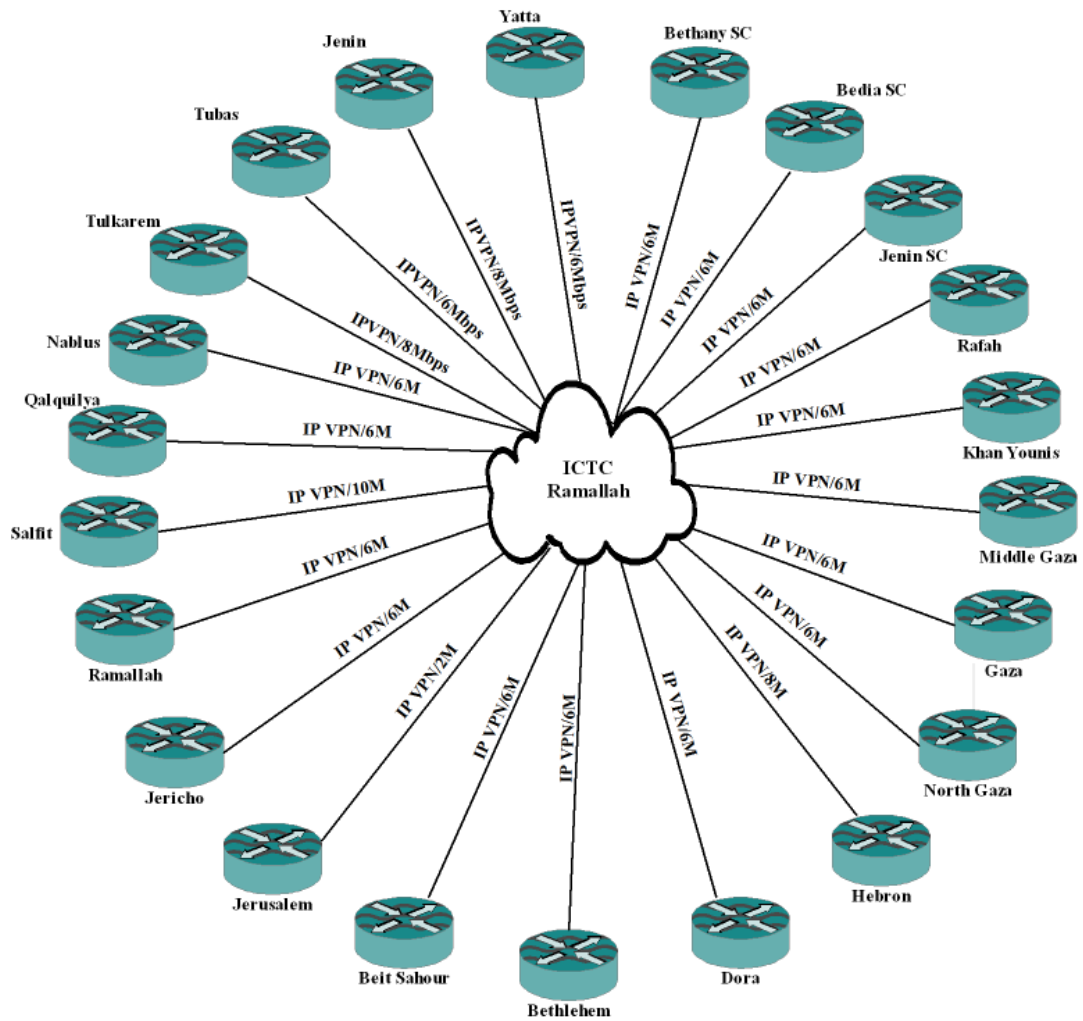 Yatta
Jenin
Bethany SC
Bedia SC
Tubas
Tulkarem
Jenin SC
Nablus
Rafah
Qalquilya
Khan Younis
Salfit
Middle Gaza
Ramallah
Gaza
Jericho
North Gaza
Jerusalem
Hebron
Beit Sahour
Bethlehem
Dora
ICTC
Ramallah
IPVPN/6Mbps
IPVPN/8Mbps
IPVPN/6Mbps
IPVPN/8Mbps
IP VPN/6M
IP VPN/6M
IP VPN/10M
IP VPN/6M
IP VPN/6M
IP VPN/2M
IP VPN/6M
IP VPN/6M
IP VPN/6M
IP VPN/8M
IP VPN/6M
IP VPN/6M
IP VPN/6M
IP VPN/6M
IP VPN/6M
IP VPN/6M
IP VPN/6M
IP VPN/6M